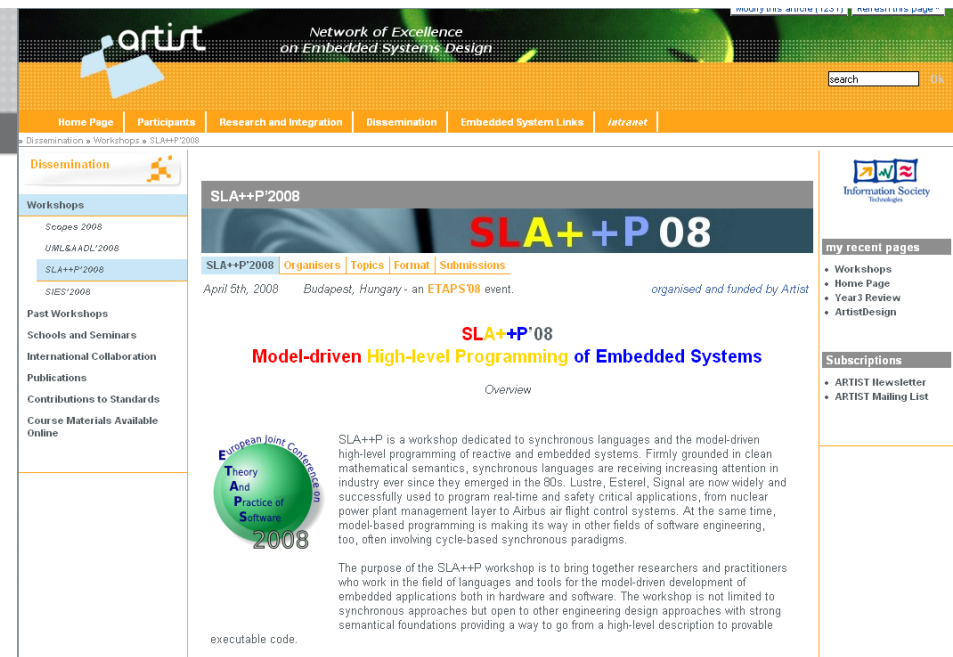 Modify this article (1231)
Refresh this page *
artist
Network of Excellence
on Embedded Systems Design
search
Ok
Home Page
Participants
Research and Integration
Dissemination
Embedded System Links
intranet
» Dissemination » Workshops » SLA++P'2008
Dissemination
Workshops
Scopes 2008
UML&AADL'2008
SLA++P'2008
SIES'2008
Past Workshops
Schools and Seminars
International Collaboration
Publications
Contributions to Standards
Course Materials Available
Online
SLA++P'2008
SLA++P 08
SLA++P'2008 Organisers Topics Format Submissions
April 5th, 2008 Budapest, Hungary - an ETAPS'08 event. organised and funded by Artist
SLA++P'08
Model-driven High-level Programming of Embedded Systems
Overview
European Joint Conference on
Theory
And
Practice of
Software
2008
SLA++P is a workshop dedicated to synchronous languages and the model-driven
high-level programming of reactive and embedded systems. Firmly grounded in clean
mathematical semantics, synchronous languages are receiving increasing attention in
industry ever since they emerged in the 80s. Lustre, Esterel, Signal are now widely and
successfully used to program real-time and safety critical applications, from nuclear
power plant management layer to Airbus air flight control systems. At the same time,
model-based programming is making its way in other fields of software engineering,
too, often involving cycle-based synchronous paradigms.
The purpose of the SLA++P workshop is to bring together researchers and practitioners
who work in the field of languages and tools for the model-driven development of
embedded applications both in hardware and software. The workshop is not limited to
synchronous approaches but open to other engineering design approaches with strong
semantical foundations providing a way to go from a high-level description to provable
executable code.
Information Society
Technologies
my recent pages
Workshops
Home Page
Year3 Review
ArtistDesign
Subscriptions
ARTIST Newsletter
ARTIST Mailing List